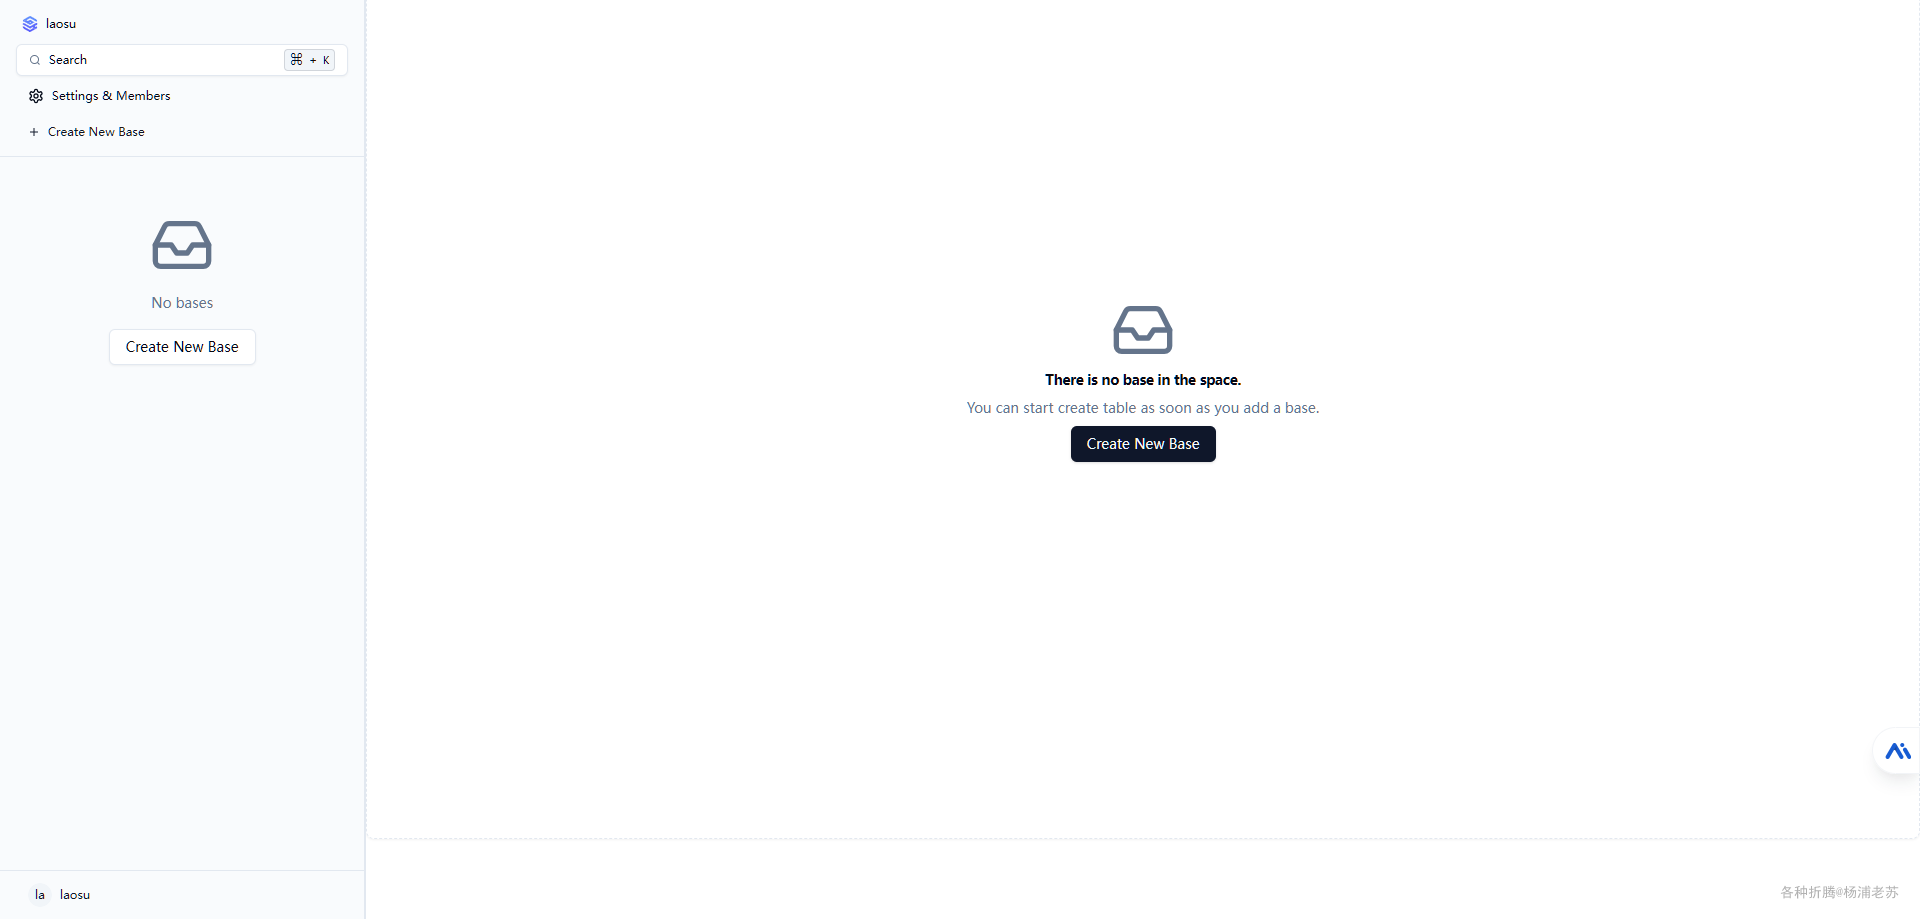 laosu
Search
⌘ + K
Settings & Members
Create New Base
No bases
Create New Base
There is no base in the space.
You can start create table as soon as you add a base.
Create New Base
la laosu
各种折腾@杨浦老苏